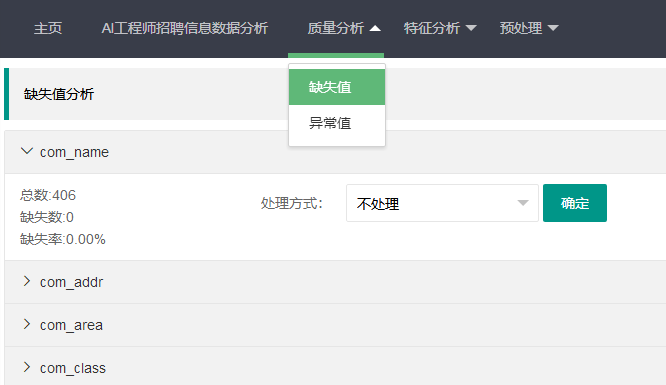 主页 AI工程师招聘信息数据分析 质量分析 特征分析 预处理
缺失值
异常值
缺失值分析
com_name
总数:406
缺失数:0
缺失率:0.00%
处理方式: 不处理 确定
com_addr
com_area
com_class